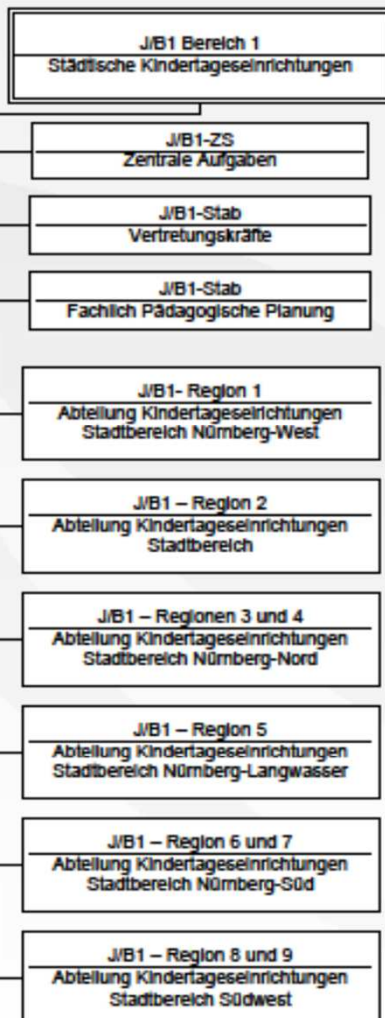 J/B1 Bereich 1
Städtische Kindertageseinrichtungen
J/B1-ZS
Zentrale Aufgaben
J/B1-Stab
Vertretungskräfte
J/B1-Stab
Fachlich Pädagogische Planung
J/B1- Region 1
Abteilung Kindertageseinrichtungen
Stadtbereich Nürnberg-West
J/B1 – Region 2
Abteilung Kindertageseinrichtungen
Stadtbereich
J/B1 – Regionen 3 und 4
Abteilung Kindertageseinrichtungen
Stadtbereich Nürnberg-Nord
J/B1 – Region 5
Abteilung Kindertageseinrichtungen
Stadtbereich Nürnberg-Langwasser
J/B1 – Region 6 und 7
Abteilung Kindertageseinrichtungen
Stadtbereich Nürnberg-Süd
J/B1 – Region 8 und 9
Abteilung Kindertageseinrichtungen
Stadtbereich Südwest